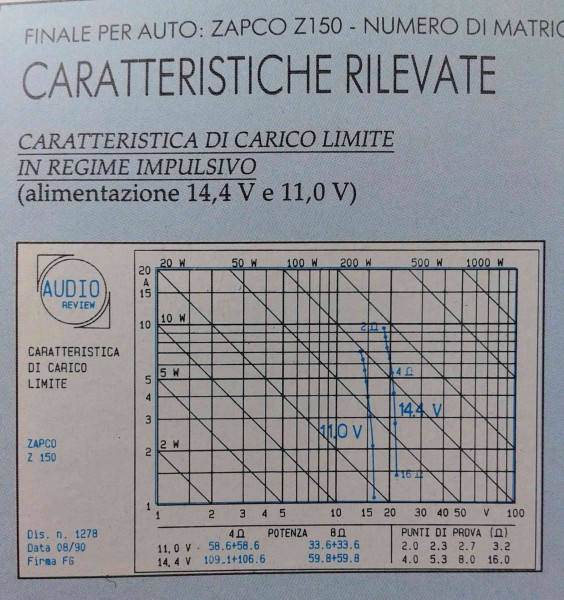 FINALE PER AUTO: ZAPCO Z150 - NUMERO DI MATRIC
CARATTERISTICHE RILEVATE
CARATTERISTICA DI CARICO LIMITE
IN REGIME IMPULSIVO
(alimentazione 14,4 V e 11,0 V)
AUDIO
REVIEW
CARATTERISTICA
DI CARICO
LIMITE
ZAPCO
Z 150
Dis. n. 1278
Data 08/90
Firma FG
20 W 50 W 100 W 200 W 500 W 1000 W
20
A
15
10
10 W
2 Ω
5
5 W
4 Ω
4
3
14.4 V
11.0 V
2
2 W
16 Ω
1
1 2 3 4 5 10 15 20 30 40 50 V 100
4Ω POTENZA 8Ω
11,0 V - 58.6+58.6 33.6+33.6
14,4 V - 109.1+106.6 59.8+59.8
PUNTI DI PROVA (Ω)
2.0 2.3 2.7 3.2
4.0 5.3 8.0 16.0